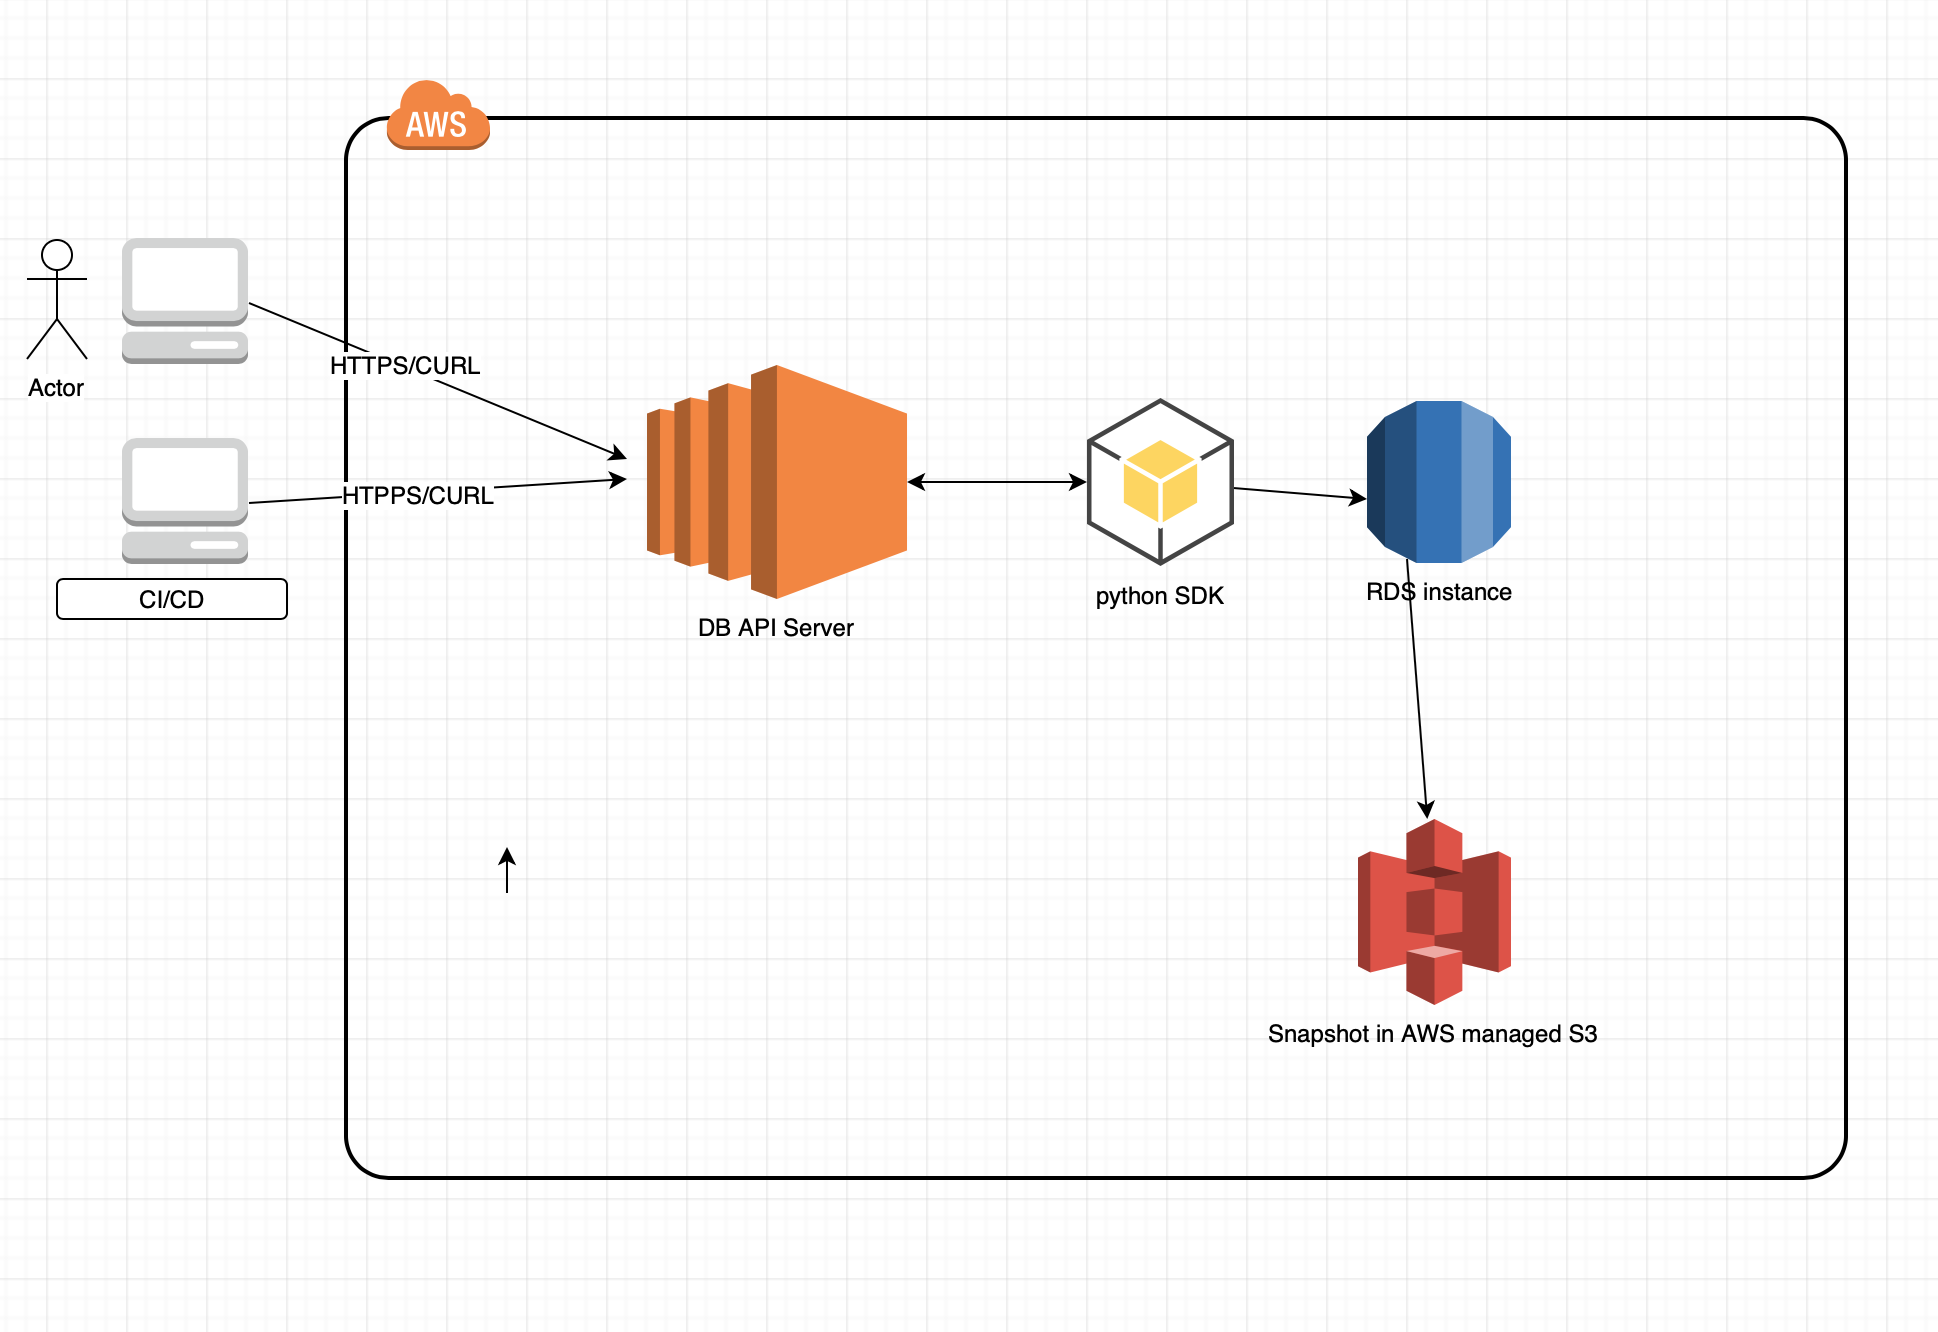 AWS
HTTPS/CURL
Actor
HTPPS/CURL
CI/CD
DB API Server
python SDK
RDS instance
Snapshot in AWS managed S3